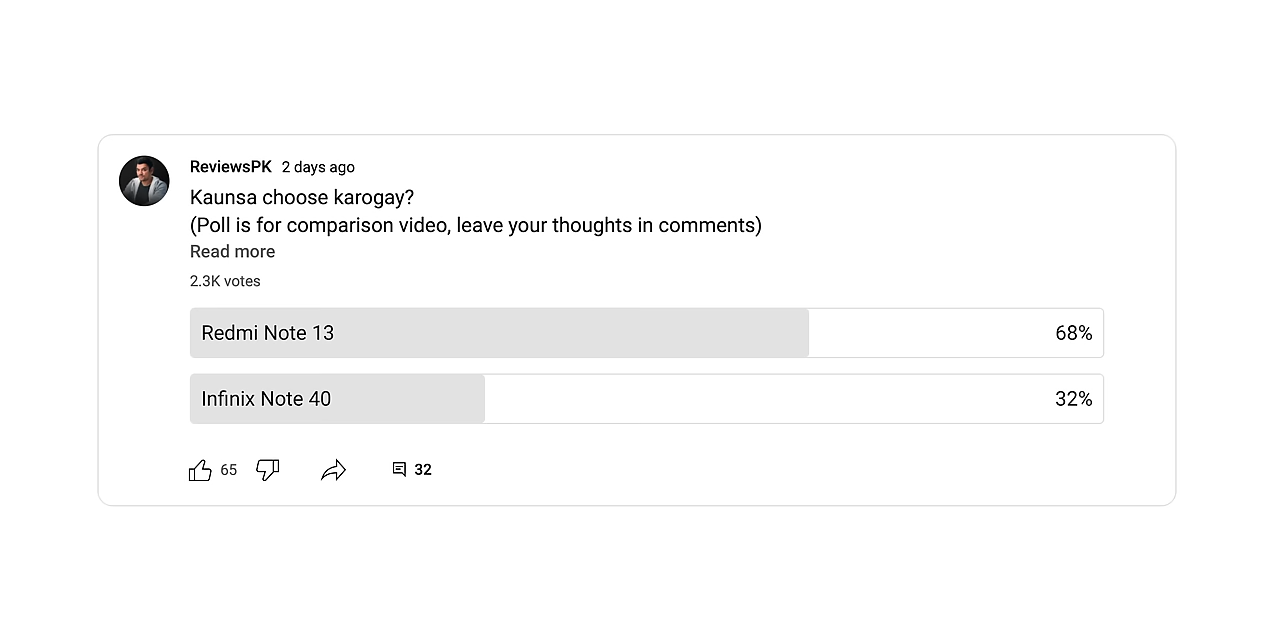 ReviewsPK 2 days ago
Kaunsa choose karogay?
(Poll is for comparison video, leave your thoughts in comments)
Read more
2.3K votes
Redmi Note 13 68%
Infinix Note 40 32%
65 32